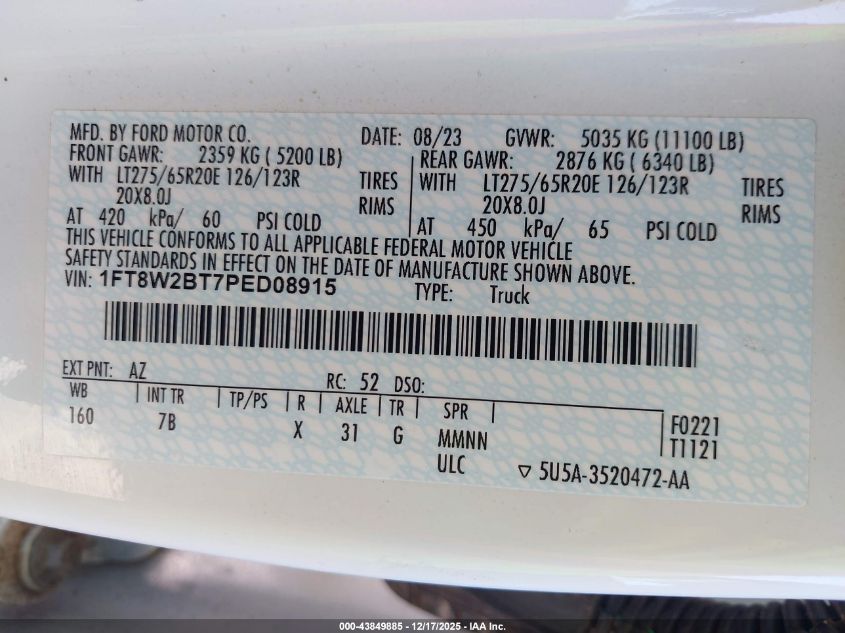 MFD. BY FORD MOTOR CO. DATE: 08/23 GVWR: 5035 KG (11100 LB)
FRONT GAWR: 2359 KG ( 5200 LB) REAR GAWR: 2876 KG ( 6340 LB)
WITH LT275/65R20E 126/123R TIRES WITH LT275/65R20E 126/123R TIRES
20X8.0J RIMS 20X8.0J RIMS
AT 420 kPa/ 60 PSI COLD AT 450 kPa/ 65 PSI COLD
THIS VEHICLE CONFORMS TO ALL APPLICABLE FEDERAL MOTOR VEHICLE
SAFETY STANDARDS IN EFFECT ON THE DATE OF MANUFACTURE SHOWN ABOVE.
VIN: 1FT8W2BT7PED08915 TYPE: Truck
EXT PNT: AZ RC: 52 DSO:
WB INT TR TP/PS R AXLE TR SPR
160 7B X 31 G MMNN F0221
ULC T1121
5U5A-3520472-AA
000-43849885 - 12/17/2025 - IAA Inc.